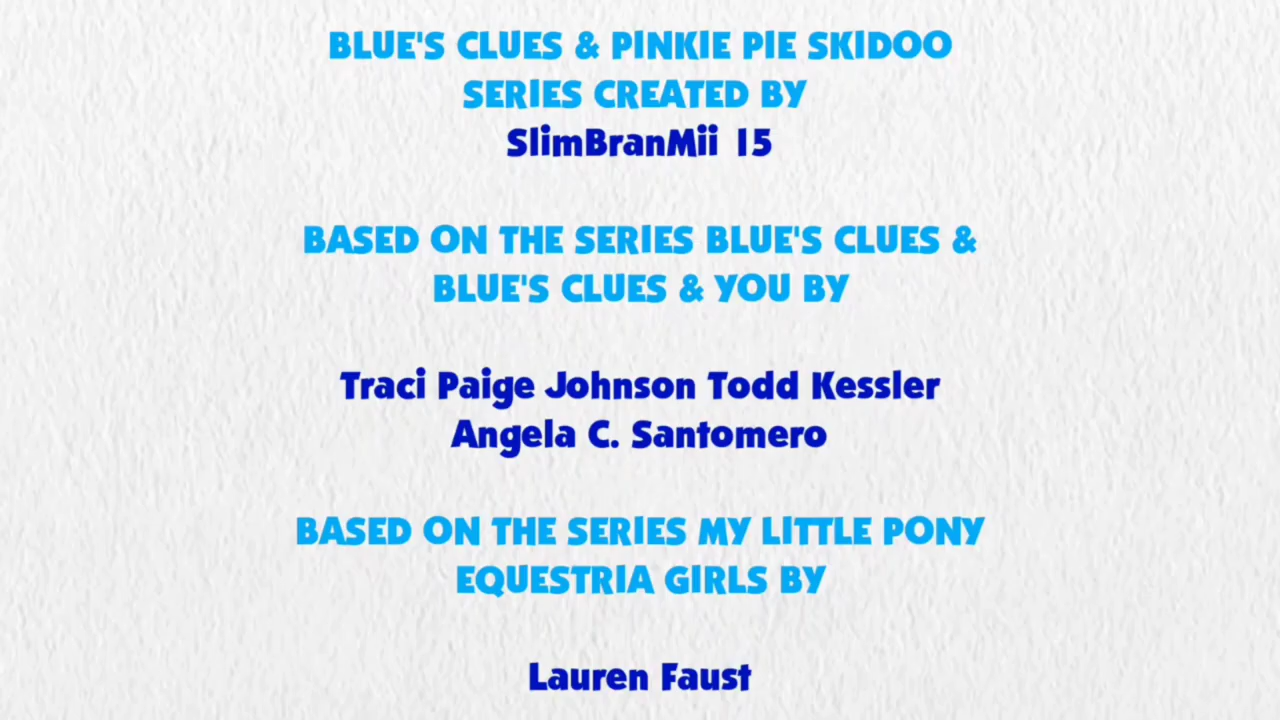 BLUE'S CLUES & PINKIE PIE SKIDOO
SERIES CREATED BY
SlimBranMii 15
BASED ON THE SERIES BLUE'S CLUES &
BLUE'S CLUES & YOU BY
Traci Paige Johnson Todd Kessler
Angela C. Santomero
BASED ON THE SERIES MY LITTLE PONY
EQUESTRIA GIRLS BY
Lauren Faust